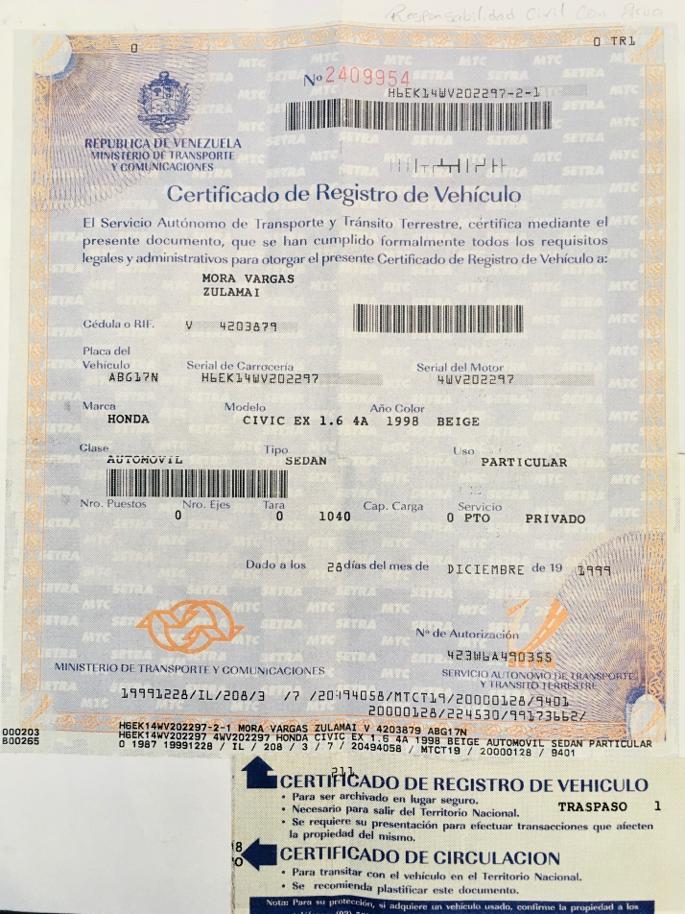 Responsabilidad Civil Con
0
0 TR1
Nº 2409954
H6EK14WV202297-2-1
REPUBLICA DE VENEZUELA
MINISTERIO DE TRANSPORTE
Y COMUNICACIONES
Certificado de Registro de Vehículo
El Servicio Autónomo de Transporte y Tránsito Terrestre, certifica mediante el
presente documento, que se han cumplido formalmente todos los requisitos
legales y administrativos para otorgar el presente Certificado de Registro de Vehículo a:
MORA VARGAS
ZULAMAI
Cédula o RIF. V 4203879
Placa del
Vehículo Serial de Carrocería Serial del Motor
ABG17N H6EK14WV202297 4WV202297
Marca Modelo Año Color
HONDA CIVIC EX 1.6 4A 1998 BEIGE
Clase Tipo Uso
AUTOMOVIL SEDAN PARTICULAR
Nro. Puestos Nro. Ejes Tara Cap. Carga Servicio
0 0 1040 0 PTO PRIVADO
Dado a los 28 días del mes de DICIEMBRE de 19 1999
Nº de Autorización
423W6A490355
MINISTERIO DE TRANSPORTE Y COMUNICACIONES
SERVICIO AUTONOMO DE TRANSPORTE
Y TRANSITO TERRESTRE
19991228/IL/208/3 /7 /20494058/MTCT19/20000128/9401
20000128/224530/99173662/
000203 H6EK14WV202297-2-1 MORA VARGAS ZULAMAI V 4203879 ABG17N
B00265 H6EK14WV202297 4WV202297 HONDA CIVIC EX 1.6 4A 1998 BEIGE AUTOMOVIL SEDAN PARTICULAR
0 1987 19991228 / IL / 208 / 3 / 7 / 20494058 / MTCT19 / 20000128 / 9401
211
CERTIFICADO DE REGISTRO DE VEHICULO
• Para ser archivado en lugar seguro.
• Necesario para salir del Territorio Nacional.
TRASPASO 1
• Se requiere su presentación para efectuar transacciones que afecten
la propiedad del mismo.
CERTIFICADO DE CIRCULACION
• Para transitar con el vehículo en el Territorio Nacional.
• Se recomienda plastificar este documento.
Nota: Para su protección, si adquiere un vehículo usado, confirme la propiedad a los